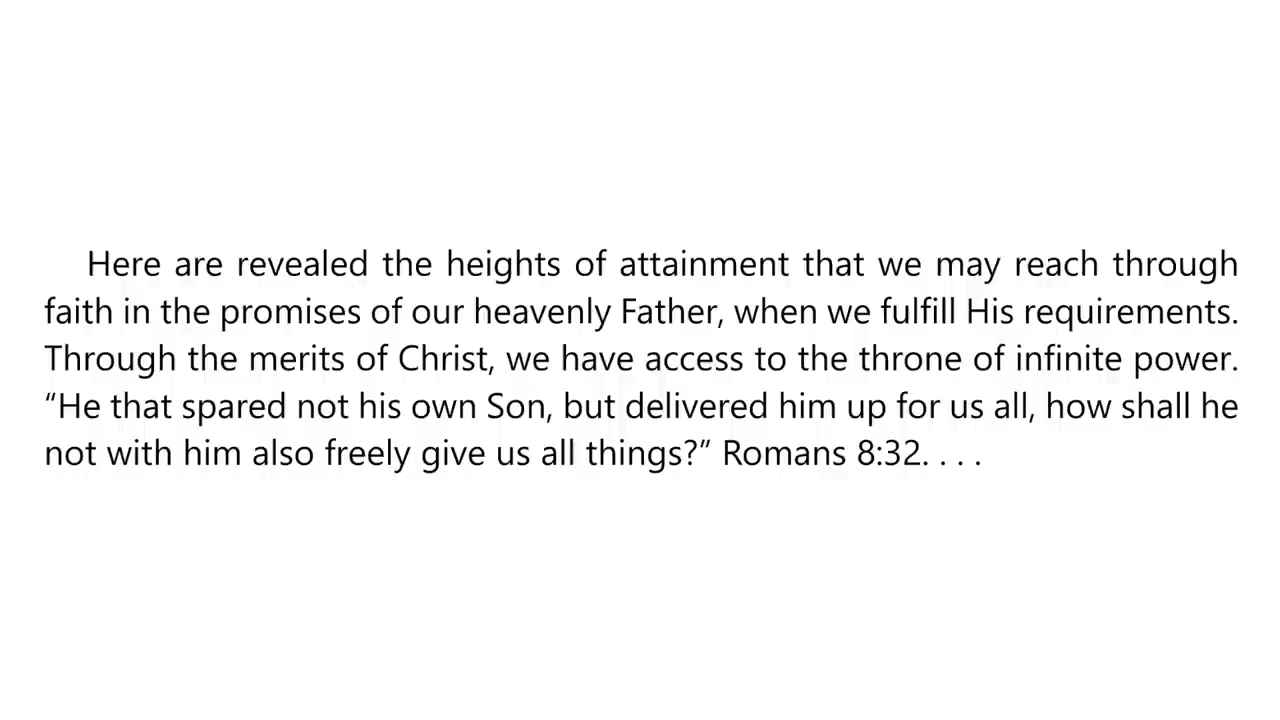 Here are revealed the heights of attainment that we may reach through
faith in the promises of our heavenly Father, when we fulfill His requirements.
Through the merits of Christ, we have access to the throne of infinite power.
“He that spared not his own Son, but delivered him up for us all, how shall he
not with him also freely give us all things?” Romans 8:32. . . .